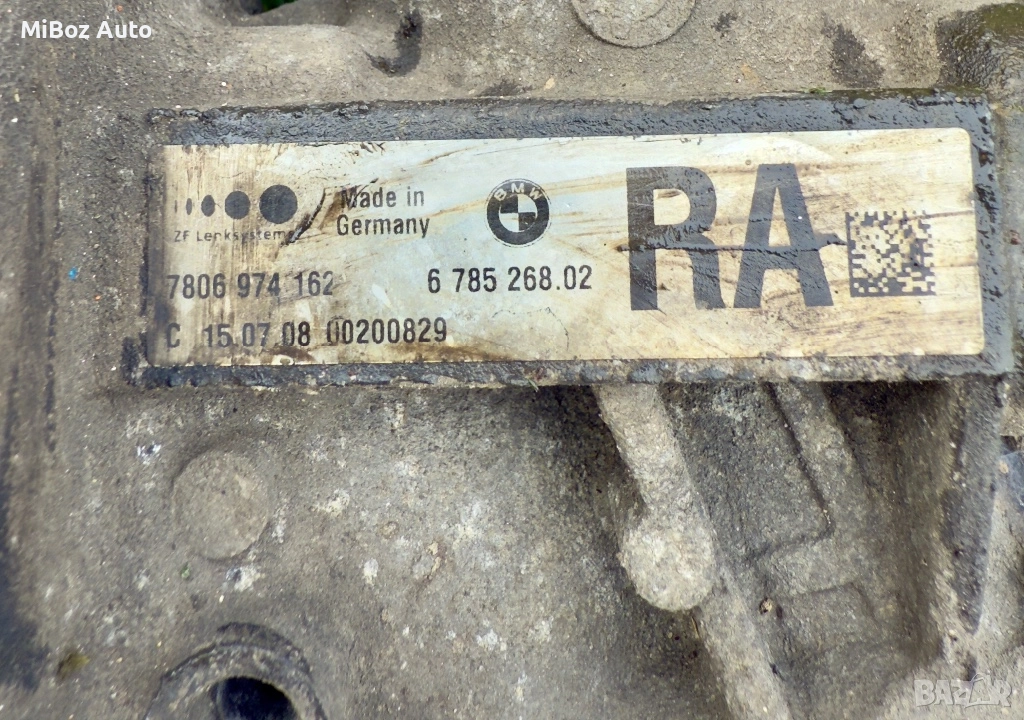 MiBoz Auto
Made in
Germany
ZF Lenksysteme
BMW
RA
7806 974 162
6 785 268.02
C 15.07.08 00200829
BAZAR